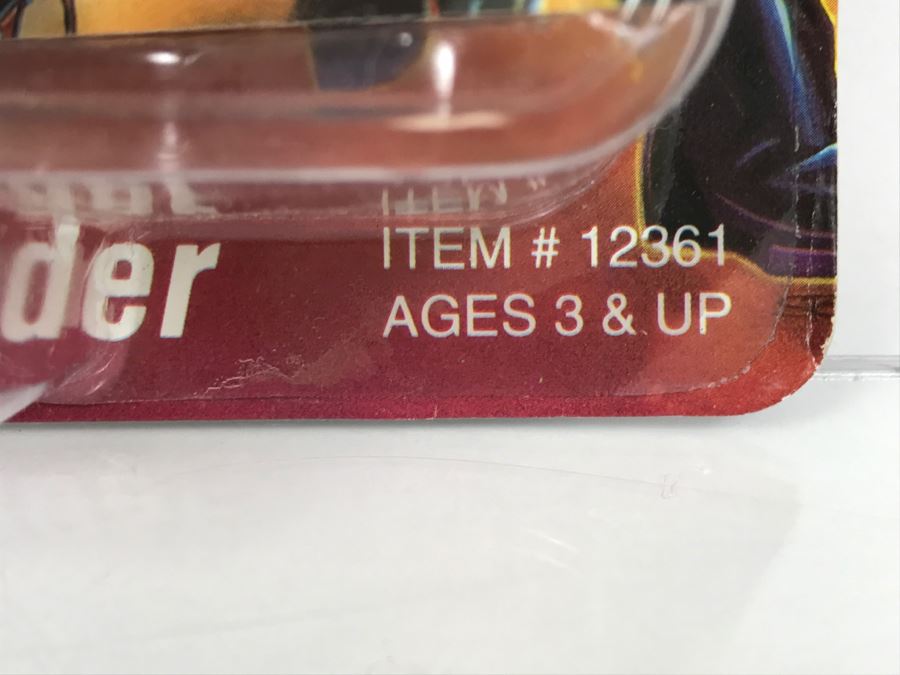 der
ITEM # 12361
AGES 3 & UP